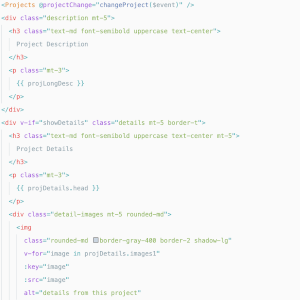 <Projects @projectChange="changeProject($event)" />
<div class="description mt-5">
<h3 class="text-md font-semibold uppercase text-center">
Project Description
</h3>
<p class="mt-3">
{{ projLongDesc }}
</p>
</div>
<div v-if="showDetails" class="details mt-5 border-t">
<h3 class="text-md font-semibold uppercase text-center mt-5">
Project Details
</h3>
<p class="mt-3">
{{ projDetails.head }}
</p>
<div class="detail-images mt-5 rounded-md">
<img
class="rounded-md border-gray-400 border-2 shadow-lg"
v-for="image in projDetails.images1"
:key="image"
:src="image"
alt="details from this project"